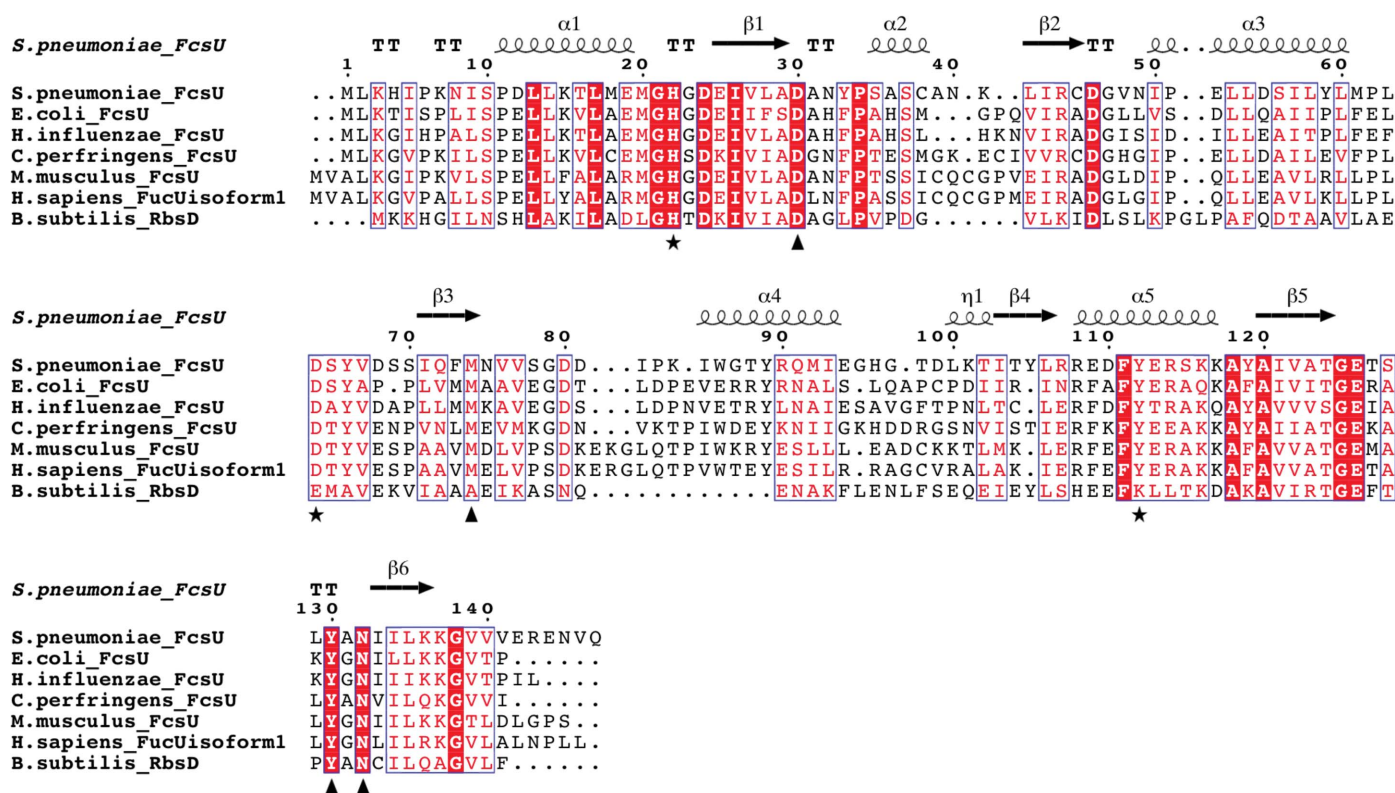 α1 β1 α2 β2 α3
S.pneumoniae_FcsU TT TT TT TT TT
1 10 20 30 40 50 60
S.pneumoniae_FcsU ..MLKHIPKNISPDLLKTLMEMGHGDEIVLADANYPSASCAN.K..LIRCDGVNIP..ELLDSILYLMPL
E.coli_FcsU ..MLKTISPLISPELLKVLAEMGHGDEIIFSDAHFPAHSM...GPQVIRADGLLVS..DLLQAIIPLFEL
H.influenzae_FcsU ..MLKGIHPALSPELLKTLAEMGHGDEIVLADAHFPAHSL...HKNVIRADGISID..ILLEAITPLFEF
C.perfringens_FcsU ..MLKGVPKILSPELLKVLCEMGHSDKIVIADGNFPTESMGK.ECIVVRCDGHGIP..ELLDAILEVFPL
M.musculus_FcsU MVALKGIPKVLSPELLFALARMGHGDEIVLADANFPTSSICQCGPVEIRADGLDIP..QLLEAVLRLLPL
H.sapiens_FucUisoform1 MVALKGVPALLSPELLYALARMGHGDEIVLADLNFPASSICQCGPMEIRADGLGIP..QLLEAVLKLLPL
B.subtilis_RbsD ....MKKHGILNSHLAKILADLGHTDKIVIADAGLPVPDG......VLKIDLSLKPGLPAFQDTAAVLAE
β3 α4 η1 β4 α5 β5
S.pneumoniae_FcsU
70 80 90 100 110 120
S.pneumoniae_FcsU DSYVDSSIQFMNVVSGDD...IPK.IWGTYRQMIEGHG.TDLKTITYLRREDFYERSKKAYAIVATGETS
E.coli_FcsU DSYAP.PLVMMAAVEGDT...LDPEVERRYRNALS.LQAPCPDIIR.INRFAFYERAQKAFAIVITGERA
H.influenzae_FcsU DAYVDAPLLMMKAVEGDS...LDPNVETRYLNAIESAVGFTPNLTC.LERFDFYTRAKQAYAVVVSGEIA
C.perfringens_FcsU DTYVENPVNLMEVMKGDN...VKTPIWDEYKNIIGKHDDRGSNVISTIERFKFYERAKKAYAIIATGEKA
M.musculus_FcsU DTYVESPAAVMDLVPSDKEKGLQTPIWKRYESLLLEADCKKTLMK.LERFEFYERAKKAFAVVATGEMA
H.sapiens_FucUisoform1 DTYVESPAAVMELVPSDKERGLQTPVWTEYESILR.RAGCVRALAK.IERFEFYERAKKAFAVVATGETA
B.subtilis_RbsD EMAVEKVIAAAEIKASNQ............ENAKFLENLFSEQEIEYLSHEEFKLLTKDAKAVIRTGEFT
β6
S.pneumoniae_FcsU TT
130 140
S.pneumoniae_FcsU LYANIILKKGVVVERENVQ
E.coli_FcsU KYGNILLKKGVTP......
H.influenzae_FcsU KYGNIIIKKGVTPIL....
C.perfringens_FcsU LYANVILQKGVVI......
M.musculus_FcsU LYGNIILKKGTLDLGPS..
H.sapiens_FucUisoform1 LYGNLILRKGVLALNPLL.
B.subtilis_RbsD PYANCILQAGVLF......